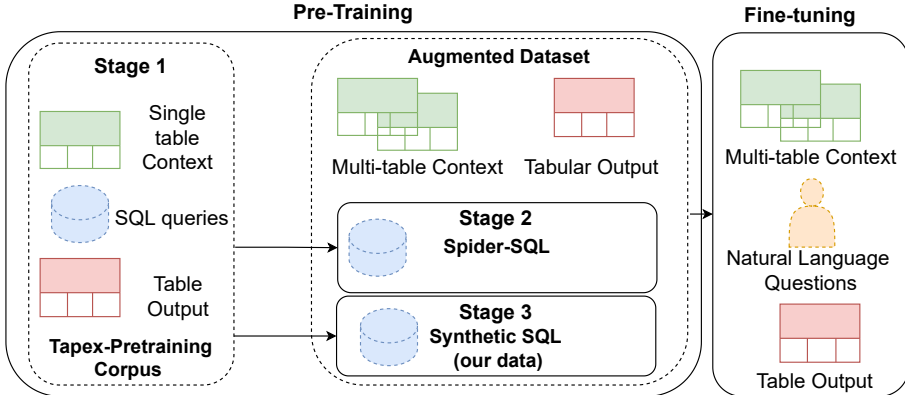 Pre-Training
Stage 1
Single
table
Context
SQL queries
Table
Output
Tapex-Pretraining
Corpus
Augmented Dataset
Multi-table Context
Tabular Output
Stage 2
Spider-SQL
Stage 3
Synthetic SQL
(our data)
Fine-tuning
Multi-table Context
Natural Language
Questions
Table Output